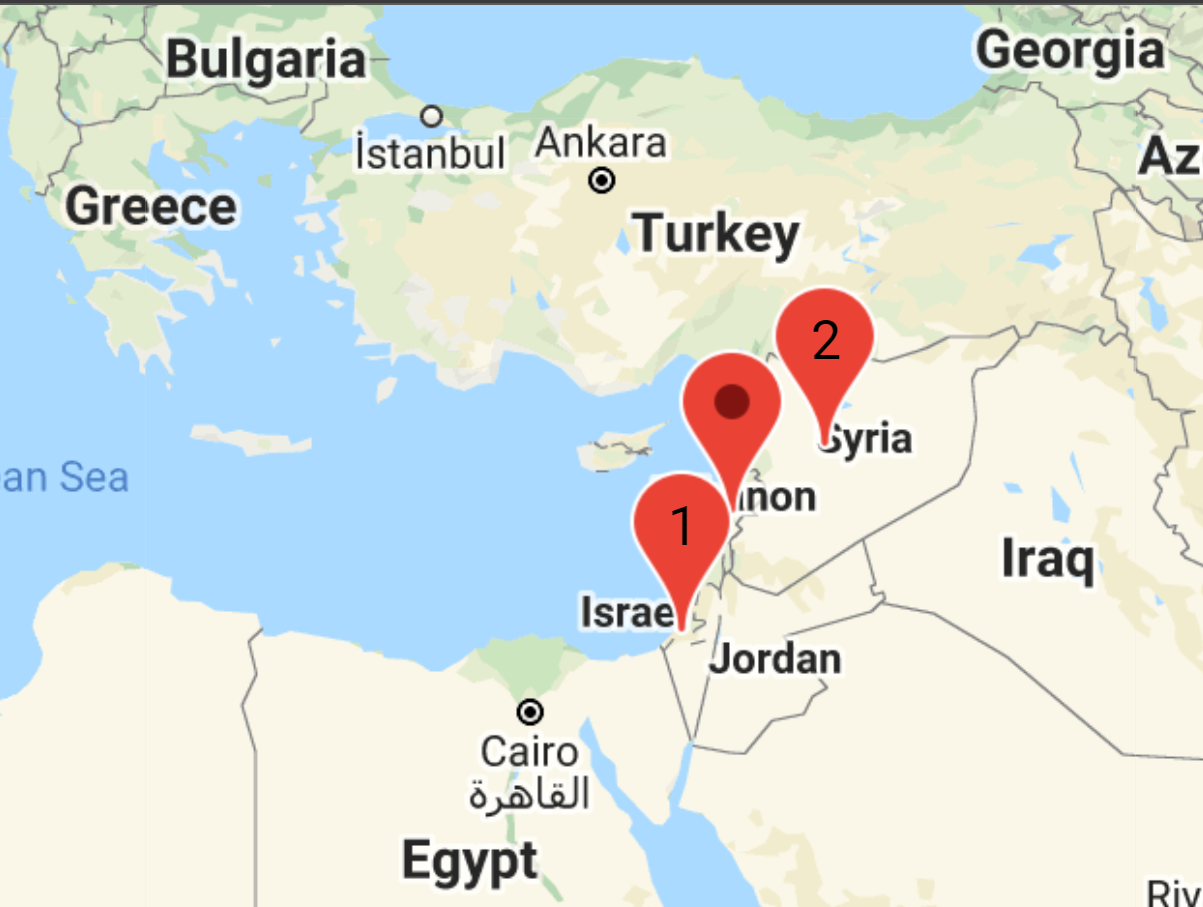 Bulgaria
Georgia
İstanbul
Ankara
Az
Greece
Turkey
2
Syria
an Sea
non
1
Iraq
Israe
Jordan
Cairo
القاهرة
Egypt
Riv